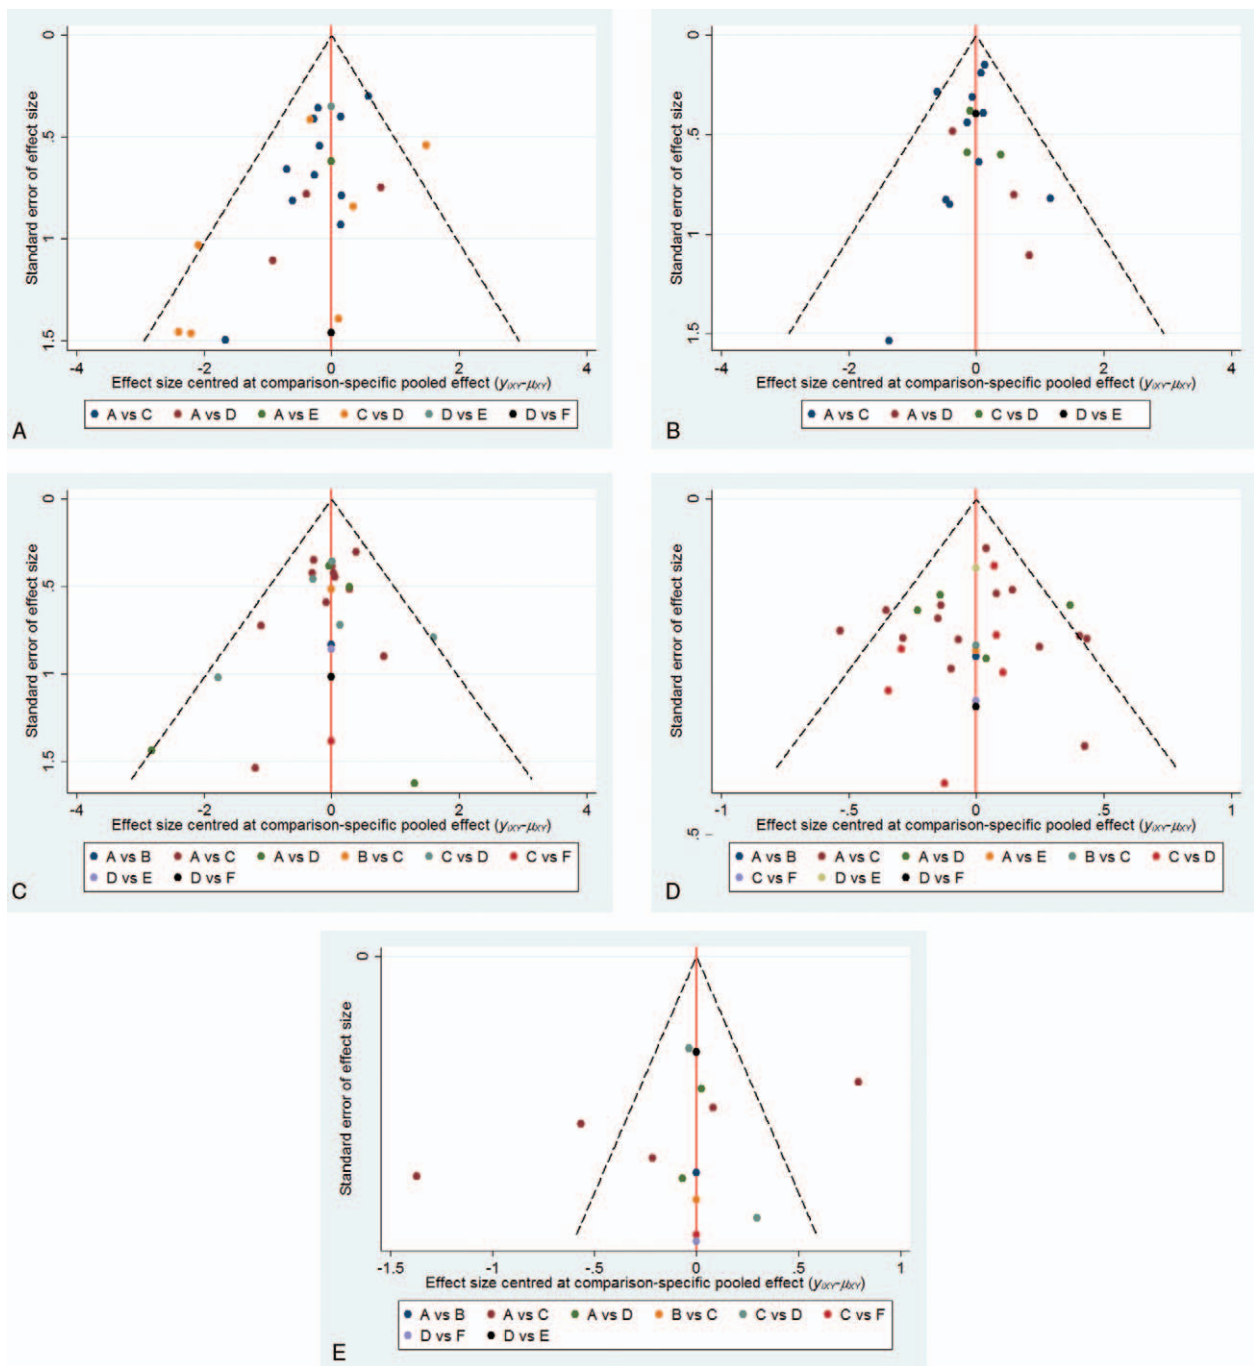 0
.5
1
1.5
Standard error of effect size
-4 -2 0 2 4
Effect size centred at comparison-specific pooled effect (yiXY-μXY)
A vs C A vs D A vs E C vs D D vs E D vs F
A
0
.5
1
1.5
Standard error of effect size
-4 -2 0 2 4
Effect size centred at comparison-specific pooled effect (yiXY-μXY)
A vs C A vs D C vs D D vs E
B
0
.5
1
1.5
Standard error of effect size
-4 -2 0 2 4
Effect size centred at comparison-specific pooled effect (yiXY-μXY)
A vs B A vs C A vs D B vs C C vs D C vs F
D vs E D vs F
C
0
.5
Standard error of effect size
-1 -.5 0 .5 1
Effect size centred at comparison-specific pooled effect (yiXY-μXY)
A vs B A vs C A vs D A vs E B vs C C vs D
C vs F D vs E D vs F
D
0
Standard error of effect size
-1.5 -1 -.5 0 .5 1
Effect size centred at comparison-specific pooled effect (yiXY-μXY)
A vs B A vs C A vs D B vs C C vs D C vs F
D vs F D vs E
E